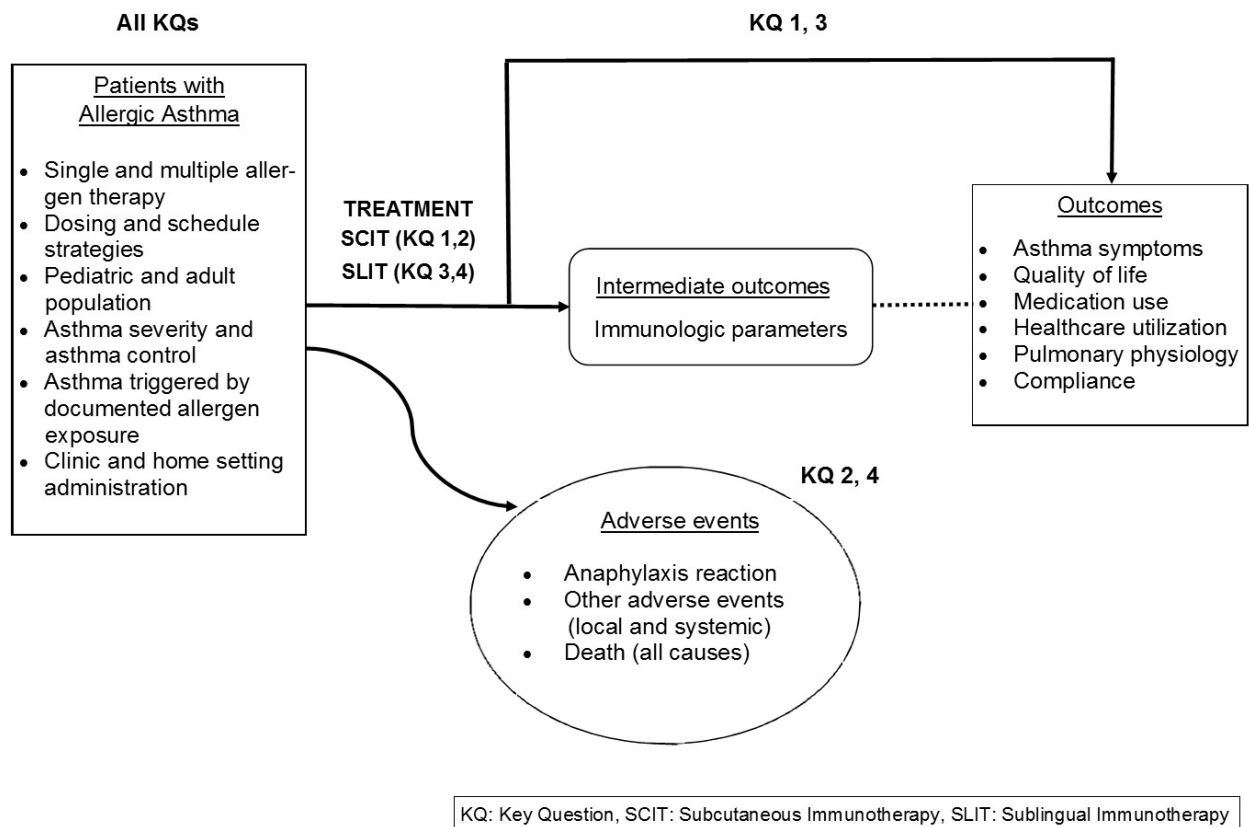 All KQs
KQ 1, 3
Patients with
Allergic Asthma
• Single and multiple aller-
gen therapy
• Dosing and schedule
strategies
• Pediatric and adult
population
• Asthma severity and
asthma control
• Asthma triggered by
documented allergen
exposure
• Clinic and home setting
administration
TREATMENT
SCIT (KQ 1,2)
SLIT (KQ 3,4)
Intermediate outcomes
Immunologic parameters
Outcomes
• Asthma symptoms
• Quality of life
• Medication use
• Healthcare utilization
• Pulmonary physiology
• Compliance
KQ 2, 4
Adverse events
• Anaphylaxis reaction
• Other adverse events
(local and systemic)
• Death (all causes)
KQ: Key Question, SCIT: Subcutaneous Immunotherapy, SLIT: Sublingual Immunotherapy